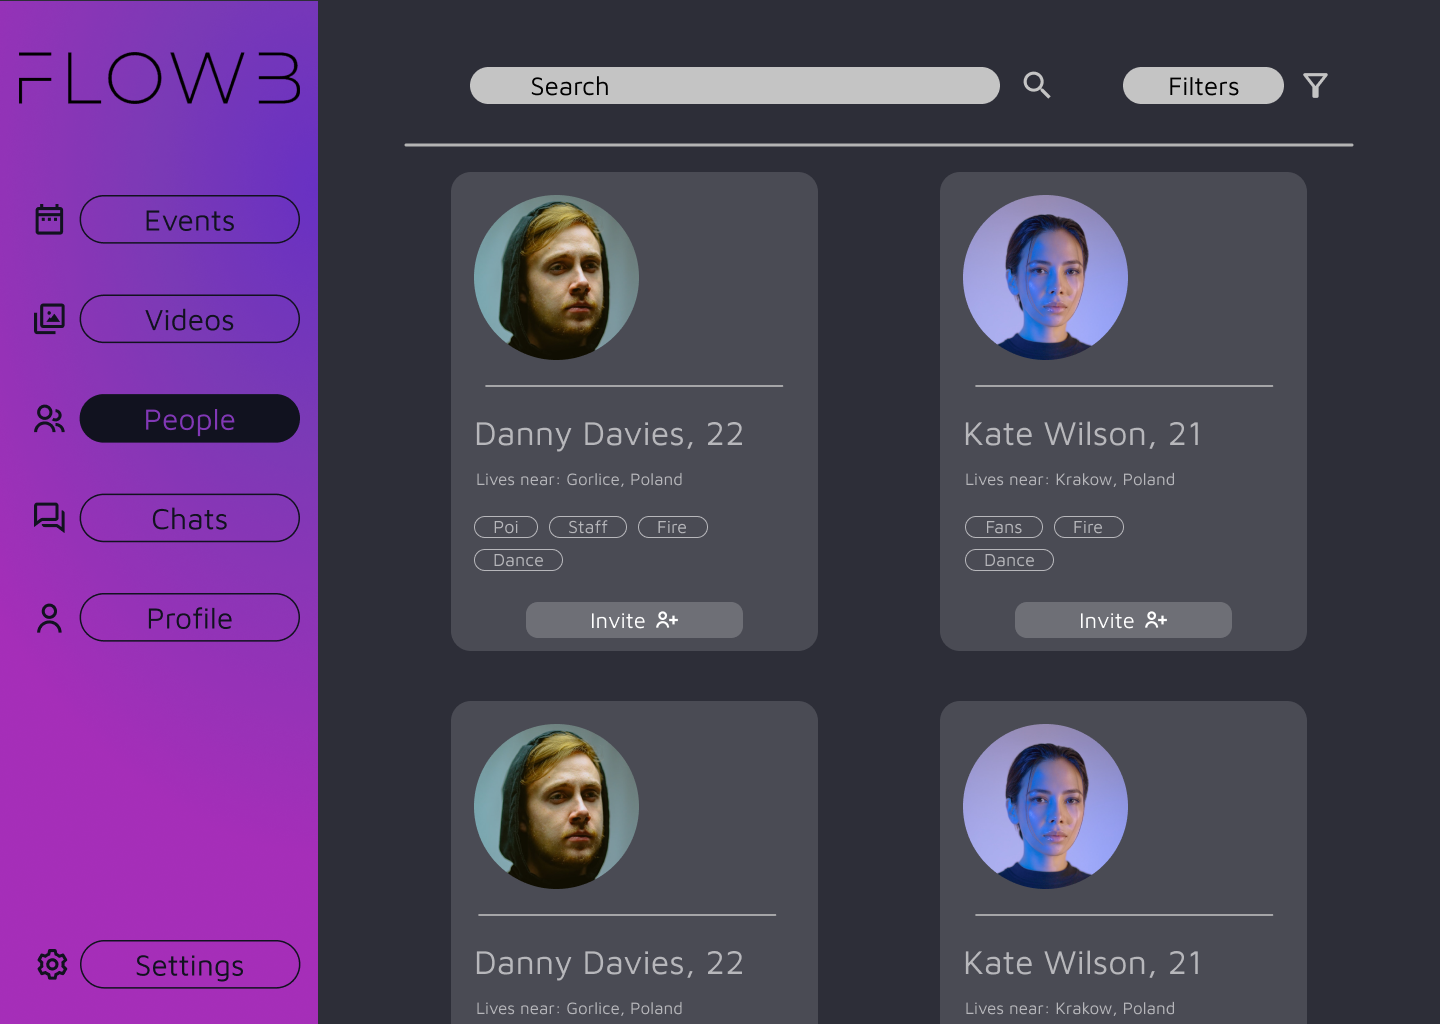 FLOWB
Search
Filters
Events
Videos
People
Chats
Profile
Settings
Danny Davies, 22
Lives near: Gorlice, Poland
Poi Staff Fire
Dance
Invite
Kate Wilson, 21
Lives near: Krakow, Poland
Fans Fire
Dance
Invite
Danny Davies, 22
Lives near: Gorlice, Poland
Kate Wilson, 21
Lives near: Krakow, Poland